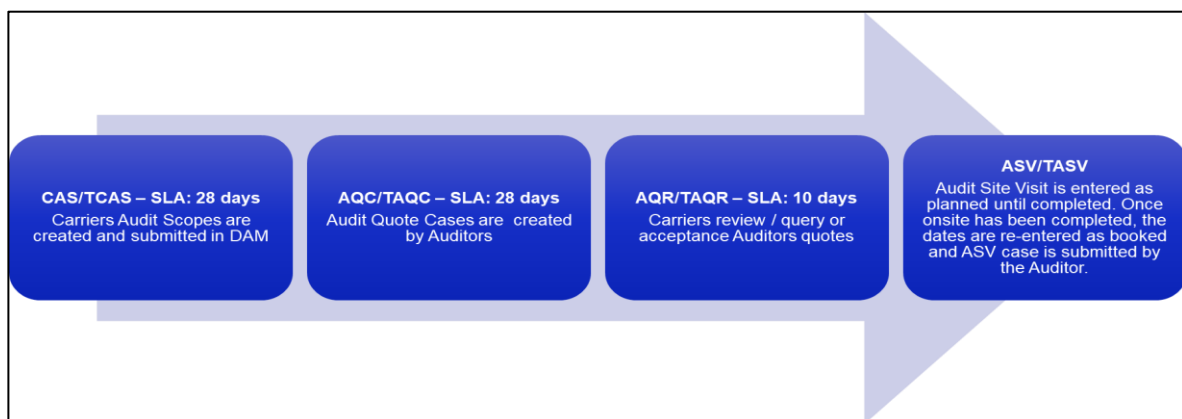 CAS/TCAS – SLA: 28 days
Carriers Audit Scopes are
created and submitted in DAM
AQC/TAQC – SLA: 28 days
Audit Quote Cases are created
by Auditors
AQR/TAQR – SLA: 10 days
Carriers review / query or
acceptance Auditors quotes
ASV/TASV
Audit Site Visit is entered as
planned until completed. Once
onsite has been completed, the
dates are re-entered as booked
and ASV case is submitted by
the Auditor.